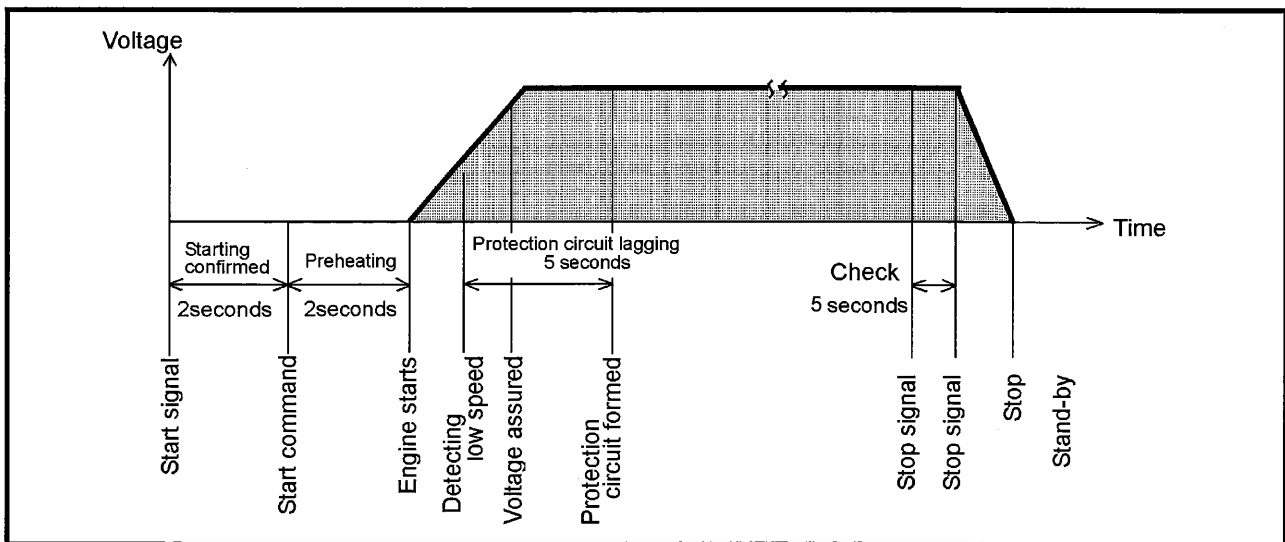 Voltage
Time
Starting
confirmed
2seconds
Preheating
2seconds
Protection circuit lagging
5 seconds
Check
5 seconds
Start signal
Start command
Engine starts
Detecting
low speed
Voltage assured
Protection
circuit formed
Stop signal
Stop signal
Stop
Stand-by